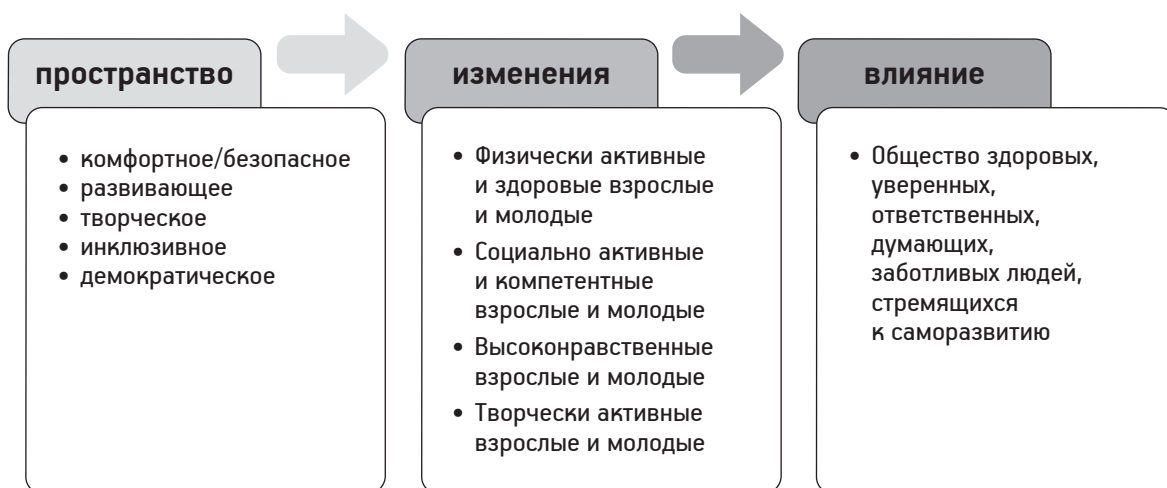 пространство
• комфортное/безопасное
• развивающее
• творческое
• инклюзивное
• демократическое
изменения
• Физически активные
и здоровые взрослые
и молодые
• Социально активные
и компетентные
взрослые и молодые
• Высоконравственные
взрослые и молодые
• Творчески активные
взрослые и молодые
влияние
• Общество здоровых,
уверенных,
ответственных,
думающих,
заботливых людей,
стремящихся
к саморазвитию